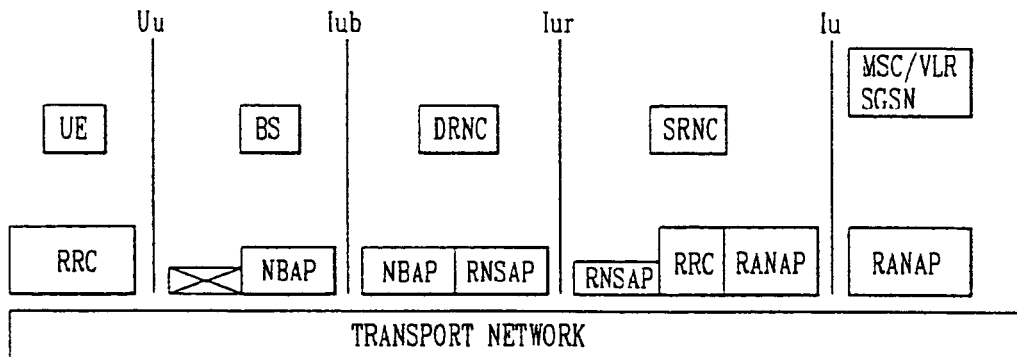 Uu Iub Iur Iu
MSC/VLR
SGSN
UE BS DRNC SRNC
RRC NBAP NBAP RNSAP RNSAP RRC RANAP RANAP
TRANSPORT NETWORK